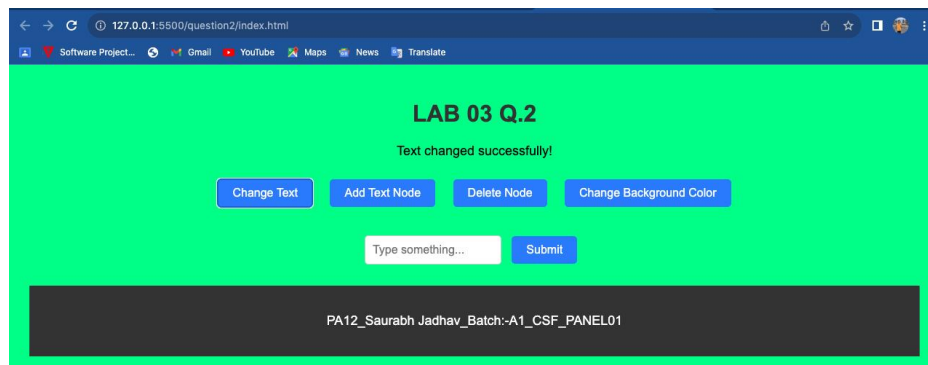 127.0.0.1:5500/question2/index.html
Software Project... Gmail YouTube Maps News Translate
LAB 03 Q.2
Text changed successfully!
Change Text Add Text Node Delete Node Change Background Color
Type something... Submit
PA12_Saurabh Jadhav_Batch:-A1_CSF_PANEL01